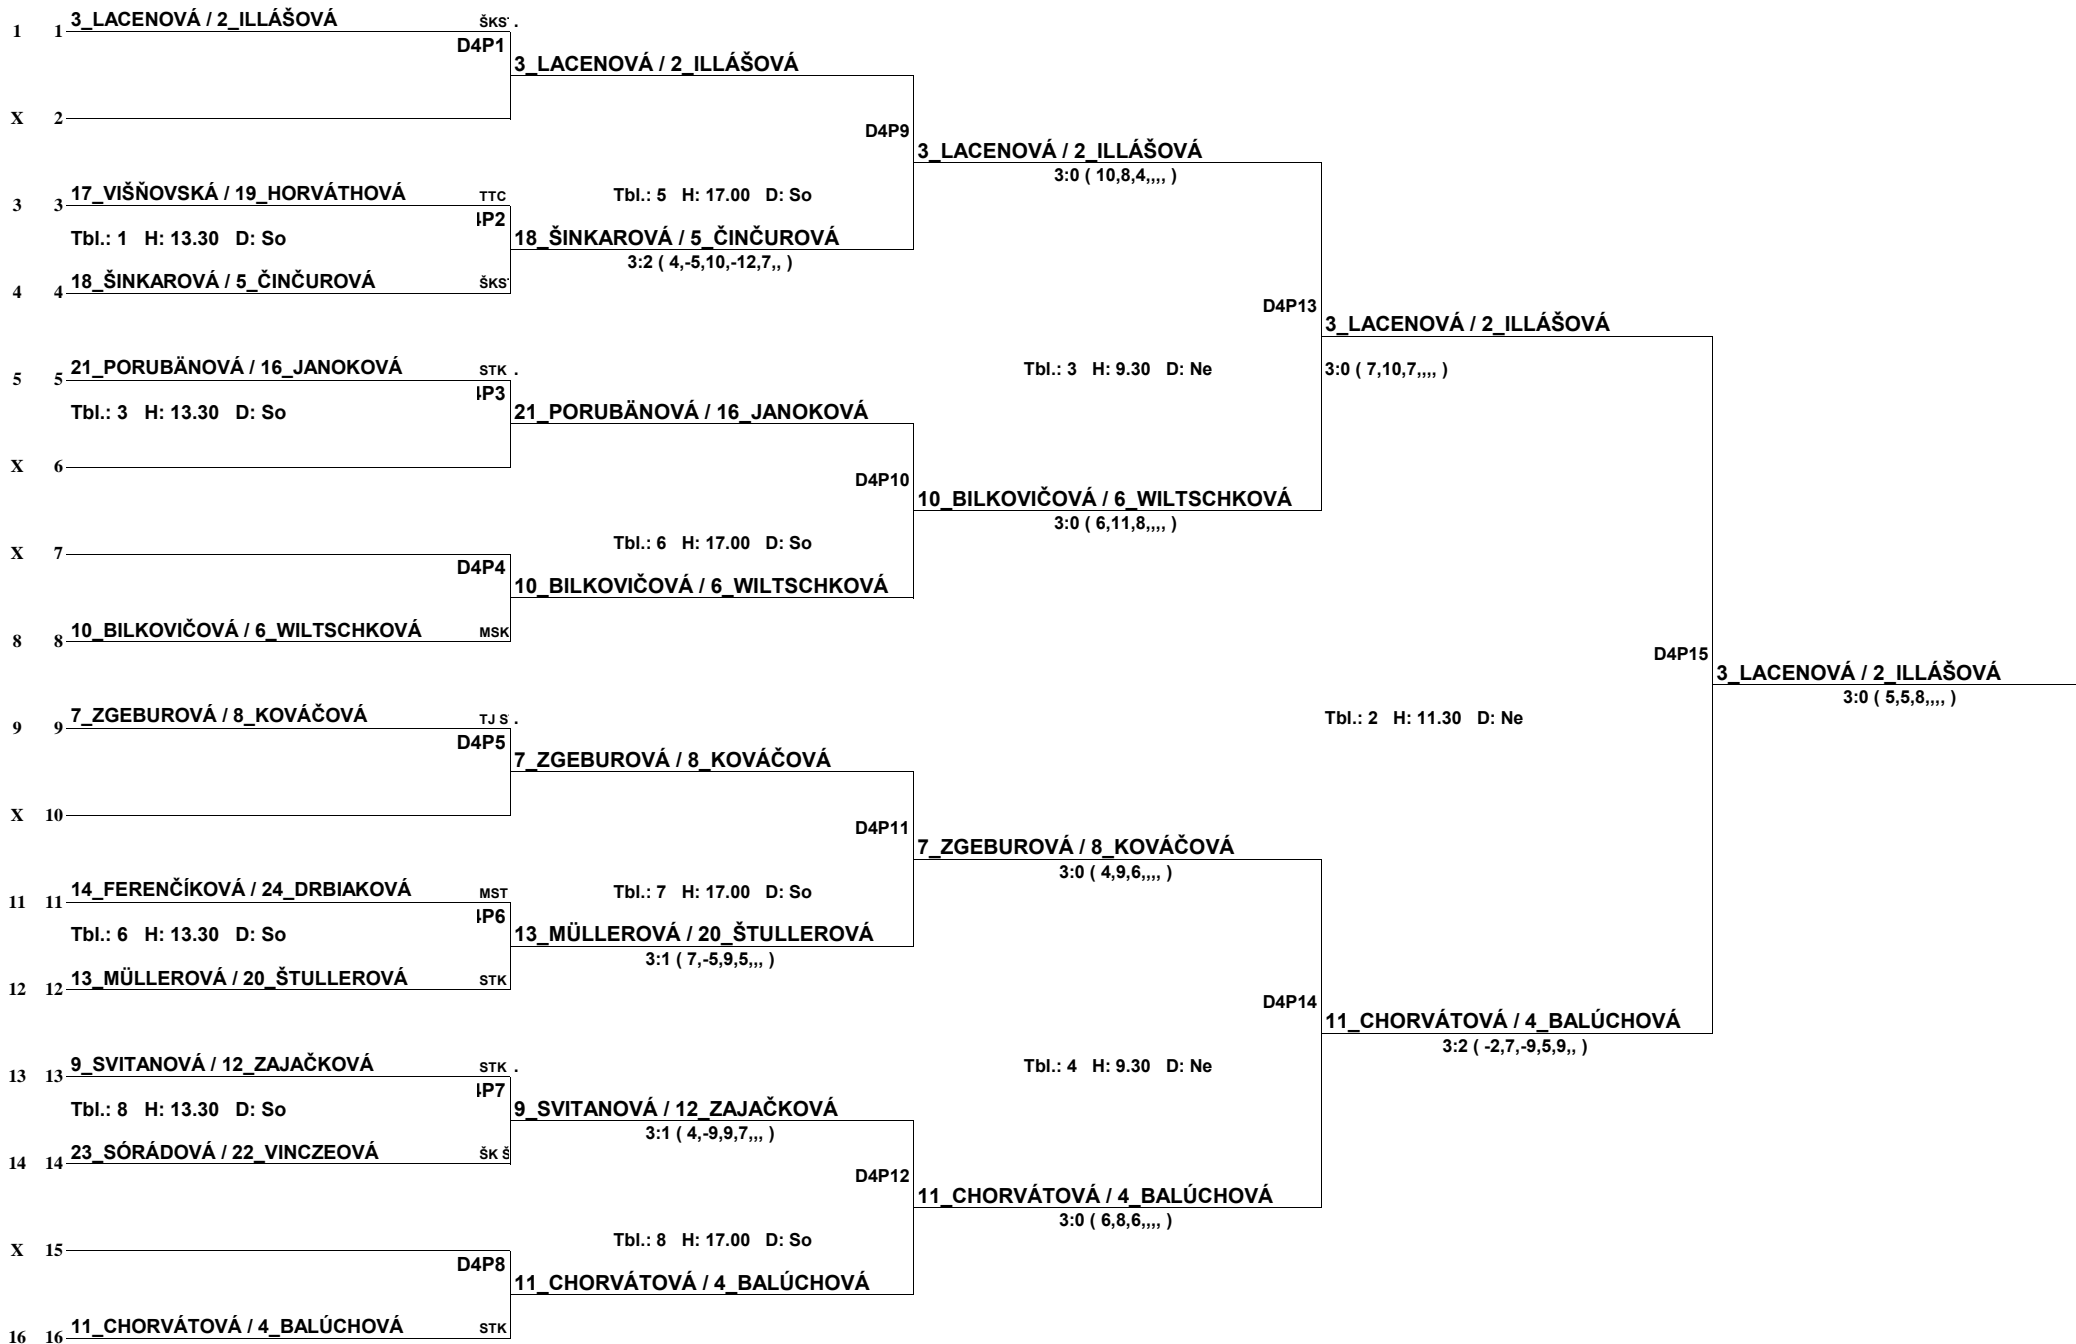 1 1 3_LACENOVÁ / 2_ILLÁŠOVÁ ŠKS .
D4P1
3_LACENOVÁ / 2_ILLÁŠOVÁ
X 2
D4P9
3_LACENOVÁ / 2_ILLÁŠOVÁ
3:0 ( 10,8,4,,,, )
3 3 17_VIŠŇOVSKÁ / 19_HORVÁTHOVÁ TTC
Tbl.: 5 H: 17.00 D: So
4P2
Tbl.: 1 H: 13.30 D: So
18_ŠINKAROVÁ / 5_ČINČUROVÁ
3:2 ( 4,-5,10,-12,7,, )
4 4 18_ŠINKAROVÁ / 5_ČINČUROVÁ ŠKS
D4P13
3_LACENOVÁ / 2_ILLÁŠOVÁ
5 5 21_PORUBÄNOVÁ / 16_JANOKOVÁ STK .
Tbl.: 3 H: 9.30 D: Ne
3:0 ( 7,10,7,,,, )
4P3
Tbl.: 3 H: 13.30 D: So
21_PORUBÄNOVÁ / 16_JANOKOVÁ
X 6
D4P10
10_BILKOVIČOVÁ / 6_WILTSCHKOVÁ
3:0 ( 6,11,8,,,, )
Tbl.: 6 H: 17.00 D: So
X 7
D4P4
10_BILKOVIČOVÁ / 6_WILTSCHKOVÁ
8 8 10_BILKOVIČOVÁ / 6_WILTSCHKOVÁ MSK
D4P15
3_LACENOVÁ / 2_ILLÁŠOVÁ
3:0 ( 5,5,8,,,, )
9 9 7_ZGEBUROVÁ / 8_KOVÁČOVÁ TJ S .
Tbl.: 2 H: 11.30 D: Ne
D4P5
7_ZGEBUROVÁ / 8_KOVÁČOVÁ
X 10
D4P11
7_ZGEBUROVÁ / 8_KOVÁČOVÁ
3:0 ( 4,9,6,,,, )
11 11 14_FERENČÍKOVÁ / 24_DRBIAKOVÁ MST
Tbl.: 7 H: 17.00 D: So
4P6
Tbl.: 6 H: 13.30 D: So
13_MÜLLEROVÁ / 20_ŠTULLEROVÁ
3:1 ( 7,-5,9,5,,, )
12 12 13_MÜLLEROVÁ / 20_ŠTULLEROVÁ STK
D4P14
11_CHORVÁTOVÁ / 4_BALÚCHOVÁ
3:2 ( -2,7,-9,5,9,, )
13 13 9_SVITANOVÁ / 12_ZAJAČKOVÁ STK .
Tbl.: 4 H: 9.30 D: Ne
4P7
Tbl.: 8 H: 13.30 D: So
9_SVITANOVÁ / 12_ZAJAČKOVÁ
3:1 ( 4,-9,9,7,,, )
14 14 23_SÓRÁDOVÁ / 22_VINCZEOVÁ ŠK Š
D4P12
11_CHORVÁTOVÁ / 4_BALÚCHOVÁ
3:0 ( 6,8,6,,,, )
Tbl.: 8 H: 17.00 D: So
X 15
D4P8
11_CHORVÁTOVÁ / 4_BALÚCHOVÁ
16 16 11_CHORVÁTOVÁ / 4_BALÚCHOVÁ STK